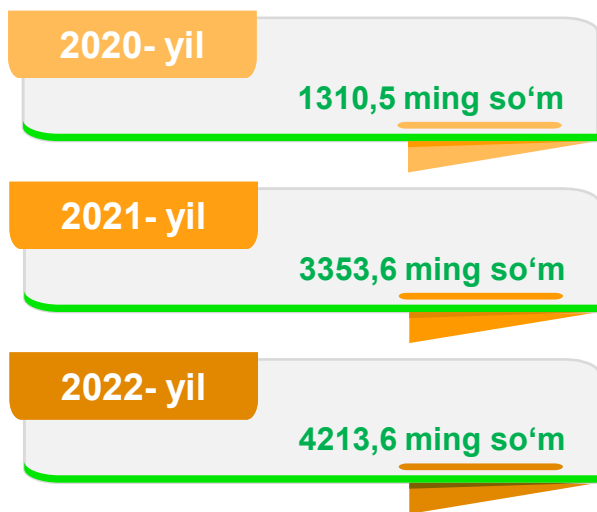 2020- yil
1310,5 ming so‘m
2021- yil
3353,6 ming so‘m
2022- yil
4213,6 ming so‘m